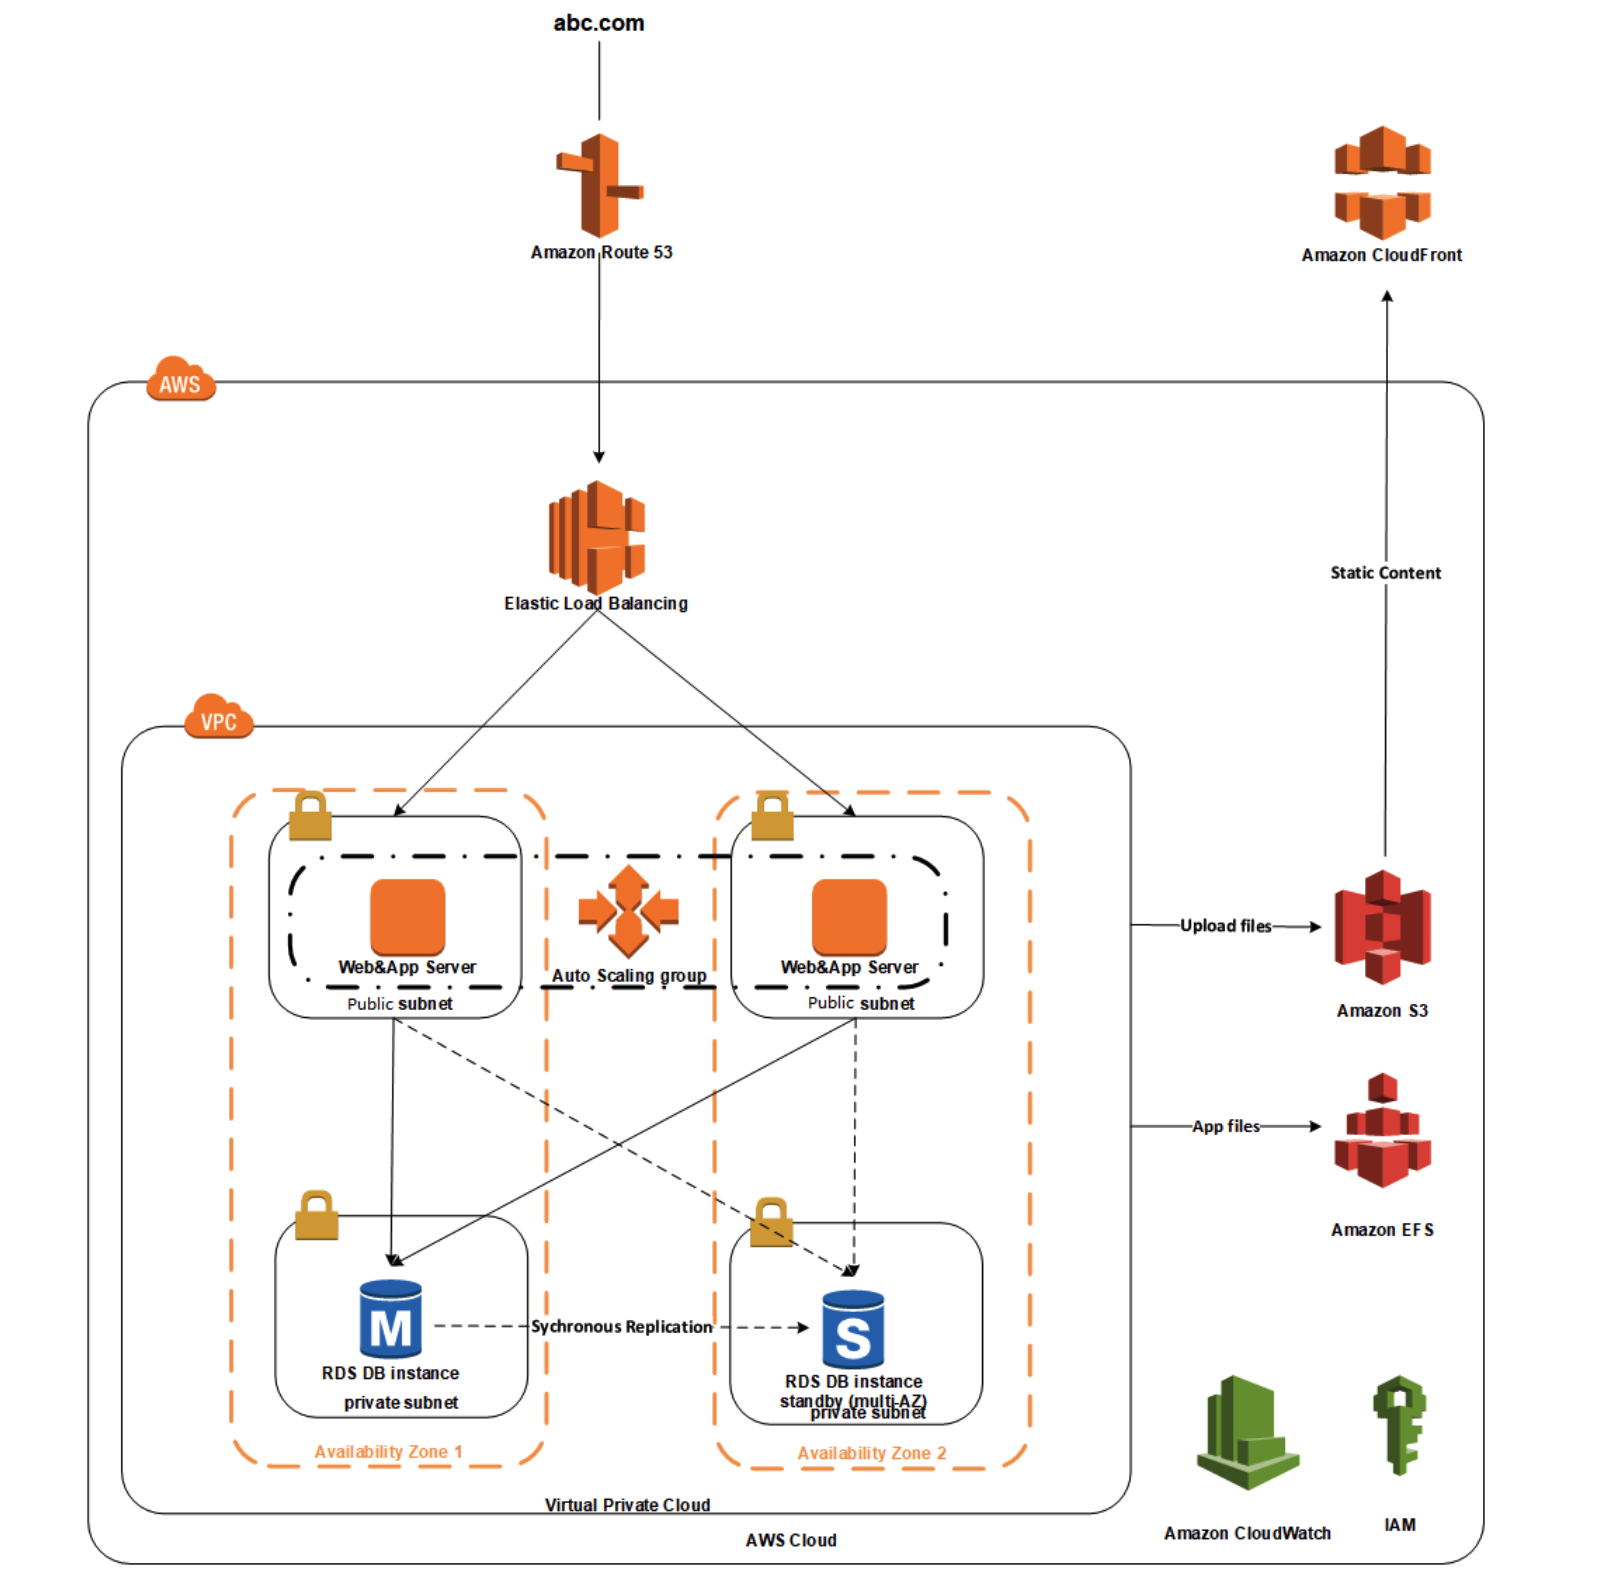 abc.com
Amazon Route 53
Amazon CloudFront
AWS
Elastic Load Balancing
Static Content
VPC
Web&App Server
Public subnet
Auto Scaling group
Web&App Server
Public subnet
Upload files
Amazon S3
App files
Amazon EFS
M
RDS DB instance
private subnet
Sychronous Replication
S
RDS DB instance
standby (multi-AZ)
private subnet
Availability Zone 1
Availability Zone 2
Virtual Private Cloud
AWS Cloud
Amazon CloudWatch
IAM